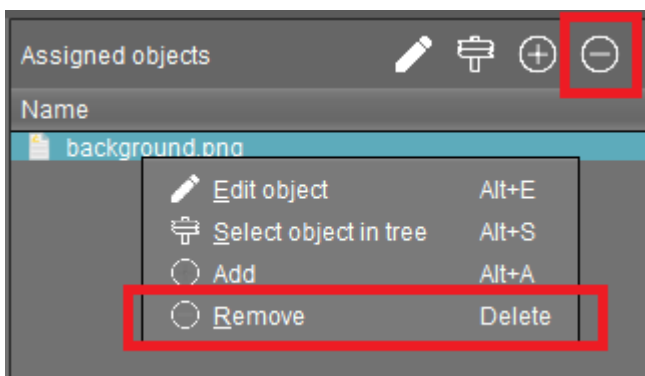 Assigned objects
Name
background.png
Edit object Alt+E
Select object in tree Alt+S
Add Alt+A
Remove Delete